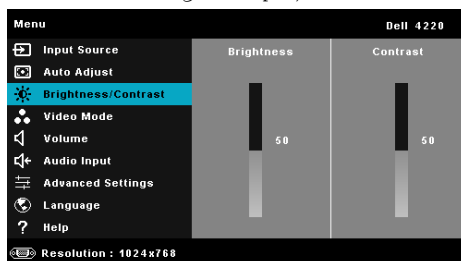 Menu Dell 4220
Input Source
Auto Adjust
Brightness/Contrast
Video Mode
Volume
Audio Input
Advanced Settings
Language
? Help
Brightness Contrast
50 50
Resolution : 1024x768